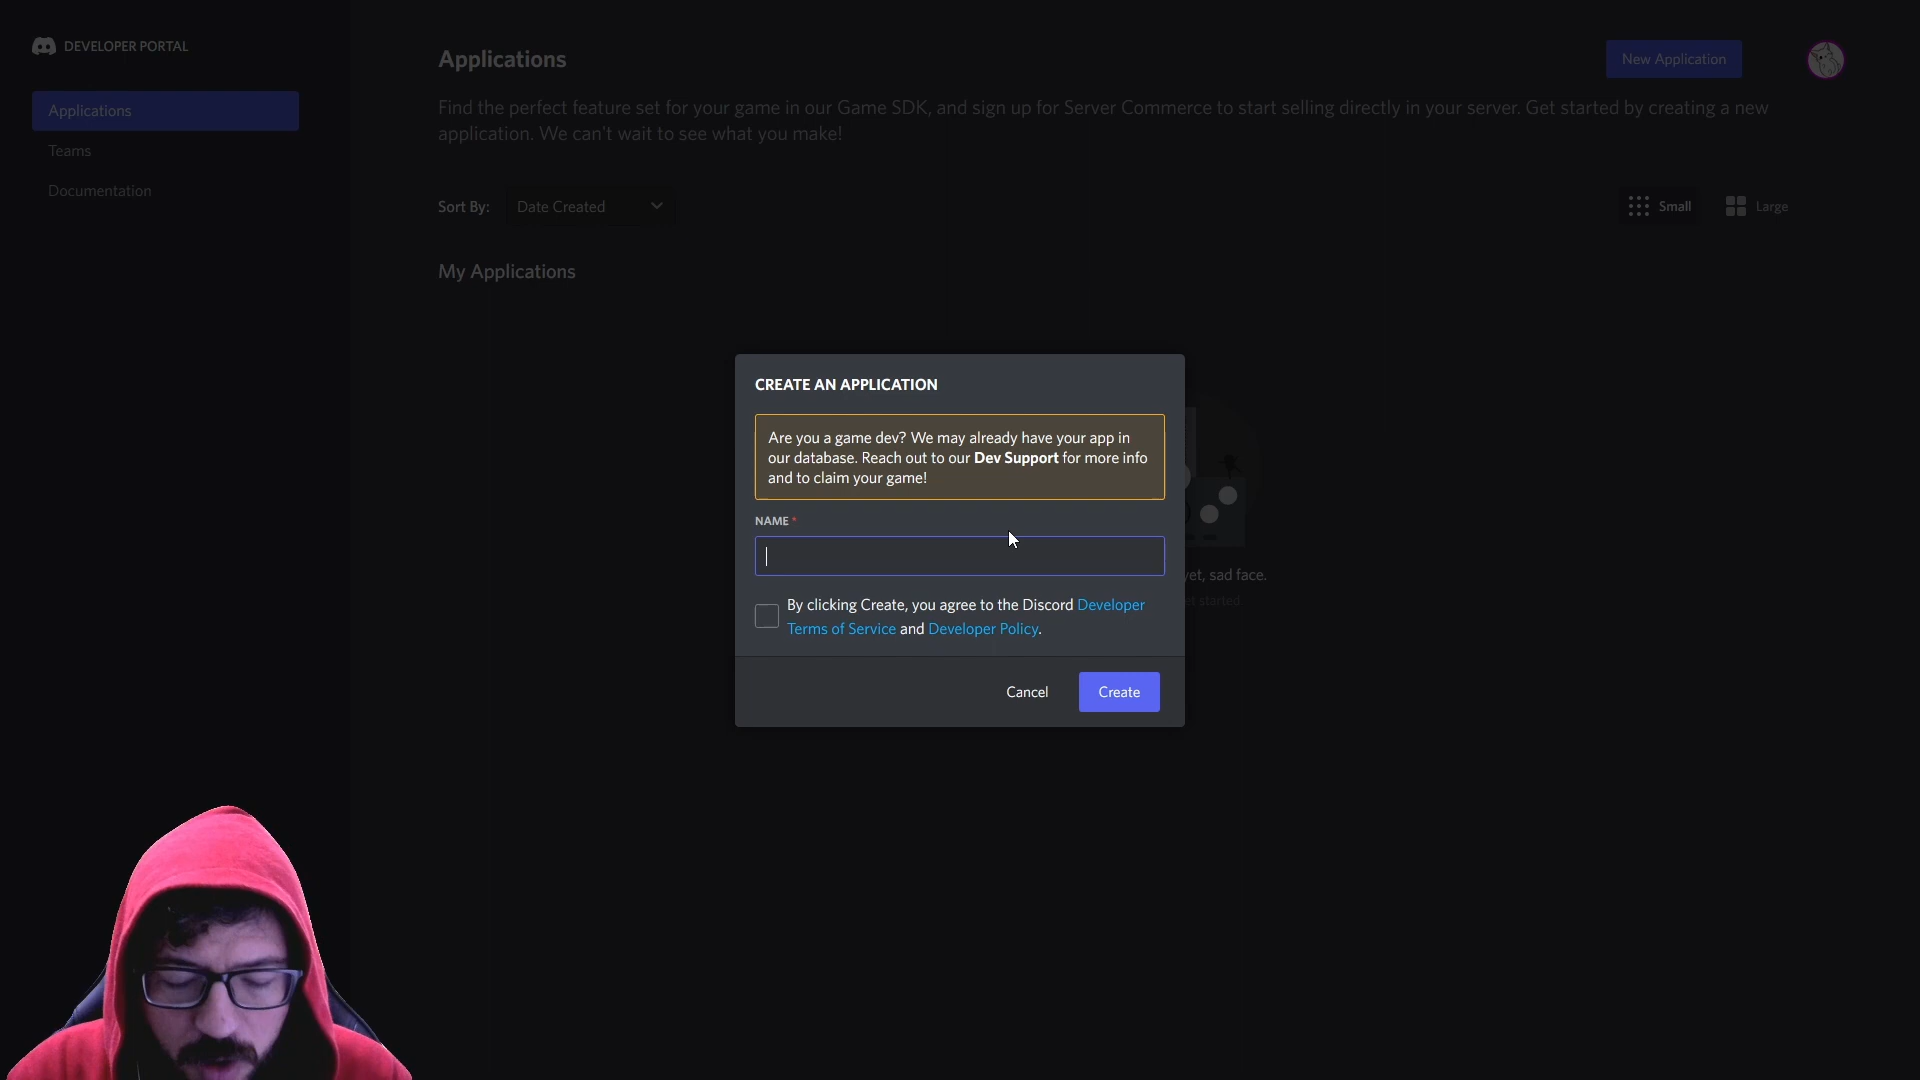 DEVELOPER PORTAL
Applications
Teams
Documentation
Applications
New Application
Find the perfect feature set for your game in our Game SDK, and sign up for Server Commerce to start selling directly in your server. Get started by creating a new
application. We can't wait to see what you make!
Sort By:
Date Created
Small
Large
My Applications
CREATE AN APPLICATION
Are you a game dev? We may already have your app in
our database. Reach out to our Dev Support for more info
and to claim your game!
NAME *
By clicking Create, you agree to the Discord Developer
Terms of Service and Developer Policy.
yet, sad face.
started
Cancel
Create